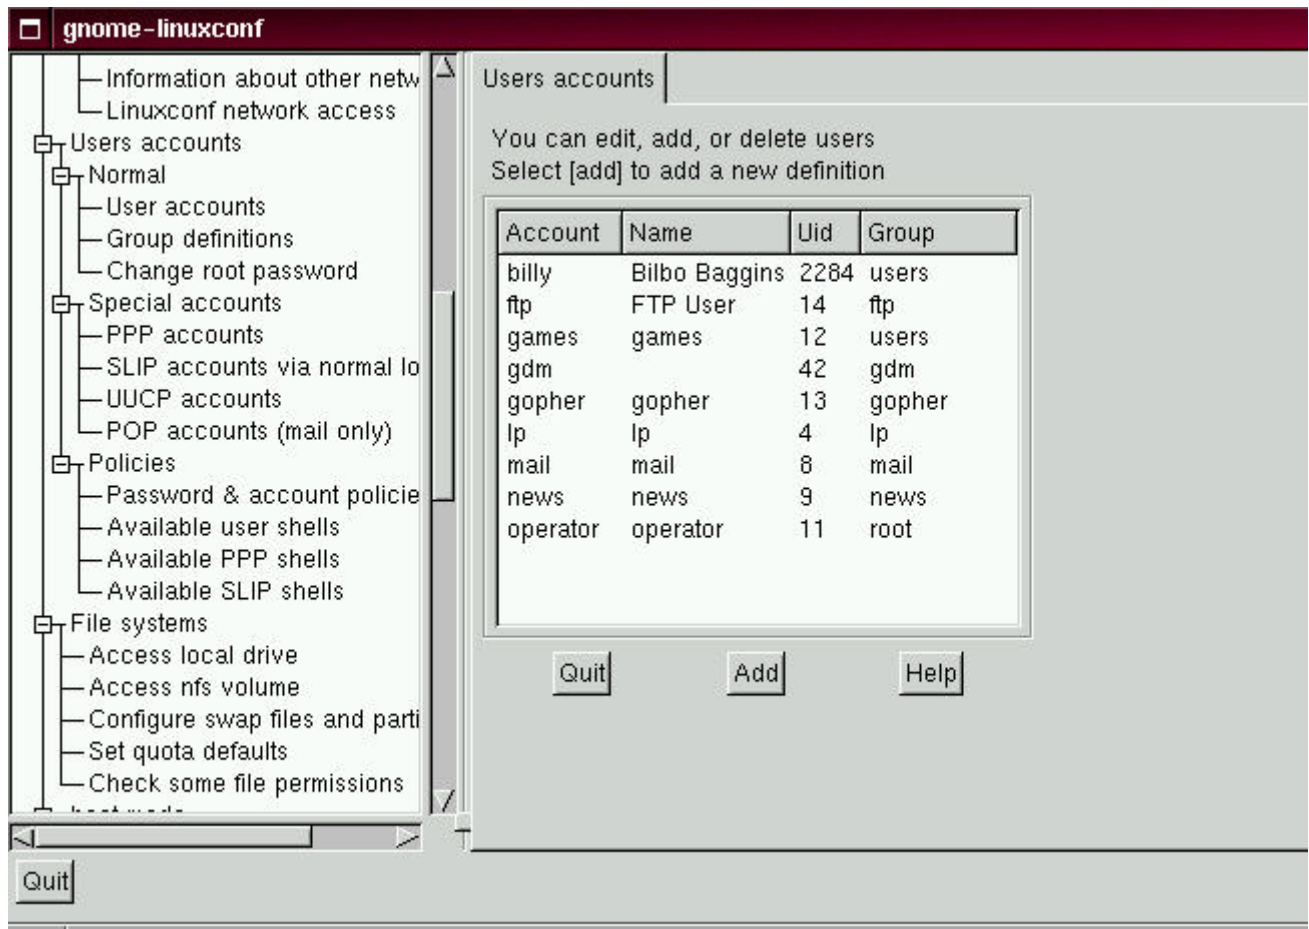 gnome-linuxconf
Information about other netw
Linuxconf network access
Users accounts
Normal
User accounts
Group definitions
Change root password
Special accounts
PPP accounts
SLIP accounts via normal lo
UUCP accounts
POP accounts (mail only)
Policies
Password & account policie
Available user shells
Available PPP shells
Available SLIP shells
File systems
Access local drive
Access nfs volume
Configure swap files and parti
Set quota defaults
Check some file permissions
Quit
Users accounts
You can edit, add, or delete users
Select [add] to add a new definition
Account Name Uid Group
billy Bilbo Baggins 2284 users
ftp FTP User 14 ftp
games games 12 users
gdm 42 gdm
gopher gopher 13 gopher
lp lp 4 lp
mail mail 8 mail
news news 9 news
operator operator 11 root
Quit Add Help